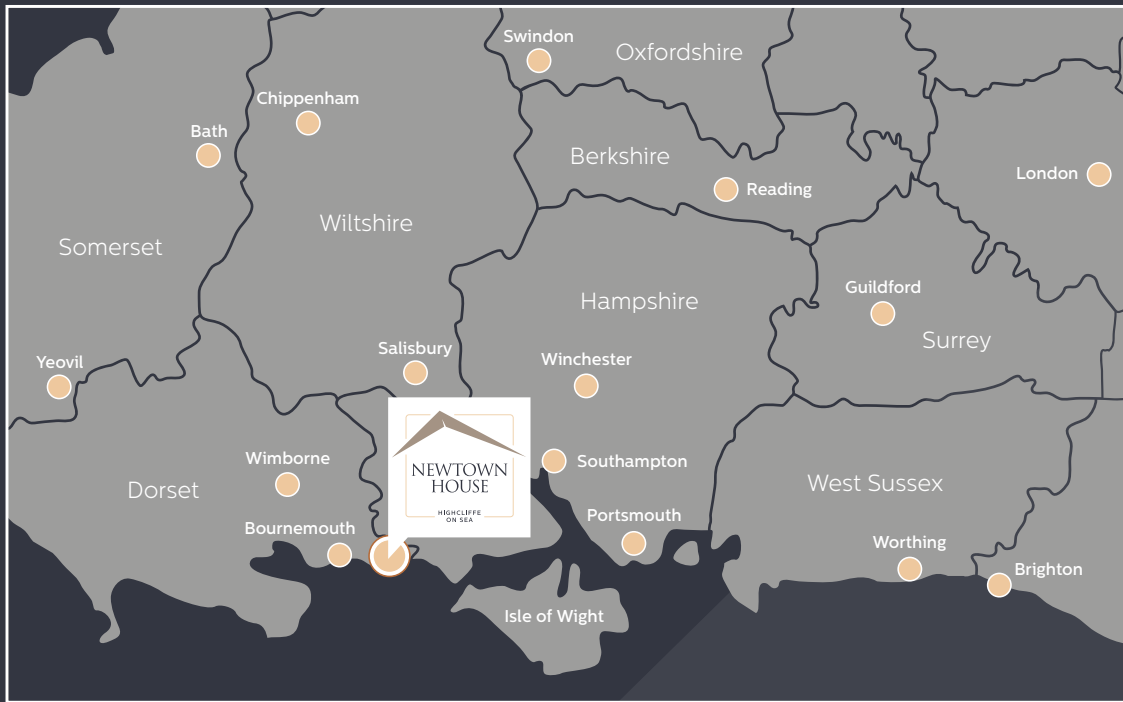 Swindon
Oxfordshire
Chippenham
Bath
Berkshire
London
Reading
Wiltshire
Somerset
Guildford
Hampshire
Surrey
Salisbury
Winchester
Yeovil
NEWTOWN
HOUSE
HIGHCLIFFE
ON SEA
Wimborne
Southampton
Dorset
West Sussex
Portsmouth
Bournemouth
Worthing
Brighton
Isle of Wight